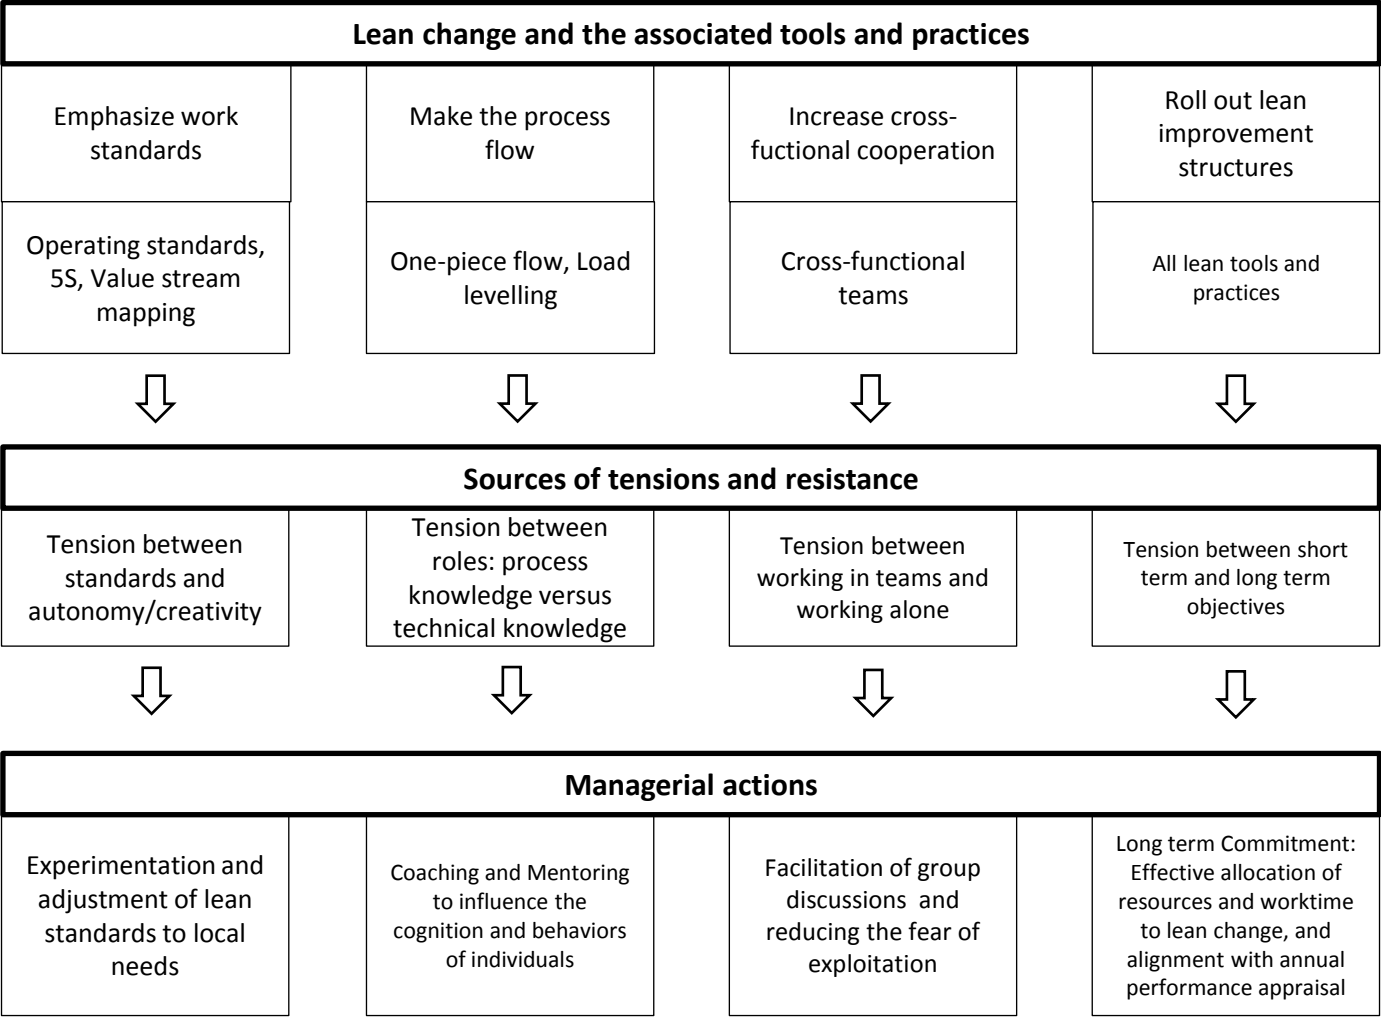 Lean change and the associated tools and practices
Emphasize work
standards
Make the process
flow
Increase cross-
fuctional cooperation
Roll out lean
improvement
structures
Operating standards,
5S, Value stream
mapping
One-piece flow, Load
levelling
Cross-functional
teams
All lean tools and
practices
Sources of tensions and resistance
Tension between
standards and
autonomy/creativity
Tension between
roles: process
knowledge versus
technical knowledge
Tension between
working in teams and
working alone
Tension between short
term and long term
objectives
Managerial actions
Experimentation and
adjustment of lean
standards to local
needs
Coaching and Mentoring
to influence the
cognition and behaviors
of individuals
Facilitation of group
discussions and
reducing the fear of
exploitation
Long term Commitment:
Effective allocation of
resources and worktime
to lean change, and
alignment with annual
performance appraisal